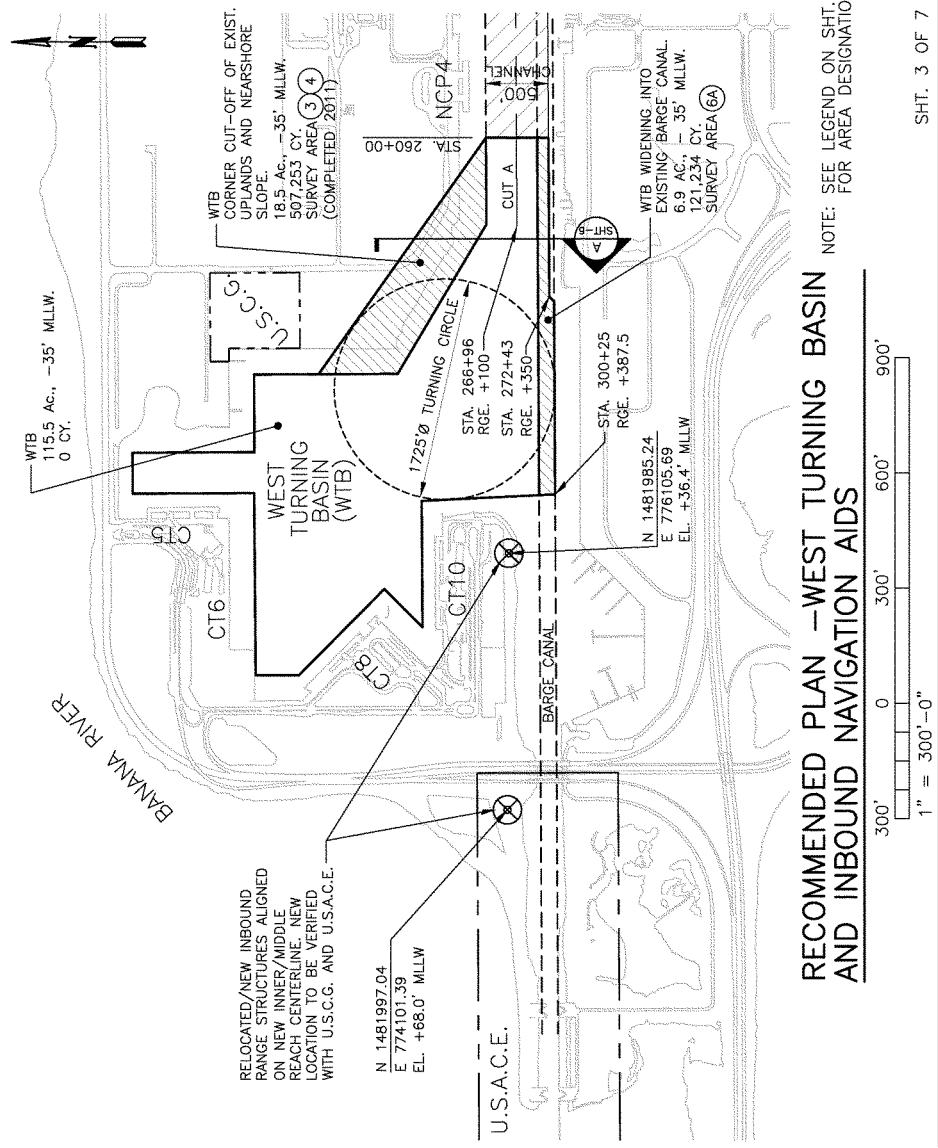 N
WTB
115.5 Ac., -35' MLLW.
0 CY.
WTB
CORNER CUT-OFF OF EXIST.
UPLANDS AND NEARSHORE
SLOPE.
18.5 Ac., -35' MLLW.
507,253 CY.
SURVEY AREA 3 4
(COMPLETED 2011)
BANANA RIVER
RELOCATED/NEW INBOUND
RANGE STRUCTURES ALIGNED
ON NEW INNER/MIDDLE
REACH CENTERLINE. NEW
LOCATION TO BE VERIFIED
WITH U.S.C.G. AND U.S.A.C.E.
N 1481997.04
E 774101.39
EL. +68.0' MLLW
U.S.A.C.E.
CT5
CT6
CT8
CT10
U.S.C.G.
WEST
TURNING
BASIN
(WTB)
1725'Ø TURNING CIRCLE
STA. 260+00
NCP4
500'
CHANNEL
CUT A
STA. 266+96
RGE. +100
STA. 272+43
RGE. +350
STA. 300+25
RGE. +387.5
A
SHT-6
BARGE CANAL
N 1481985.24
E 776105.69
EL. +36.4' MLLW
WTB WIDENING INTO
EXISTING BARGE CANAL.
6.9 AC., - 35' MLLW.
121,234 CY.
SURVEY AREA 6A
RECOMMENDED PLAN -WEST TURNING BASIN
AND INBOUND NAVIGATION AIDS
NOTE: SEE LEGEND ON SHT.
FOR AREA DESIGNATIO
300' 0 300' 600' 900'
1" = 300'-0"
SHT. 3 OF 7